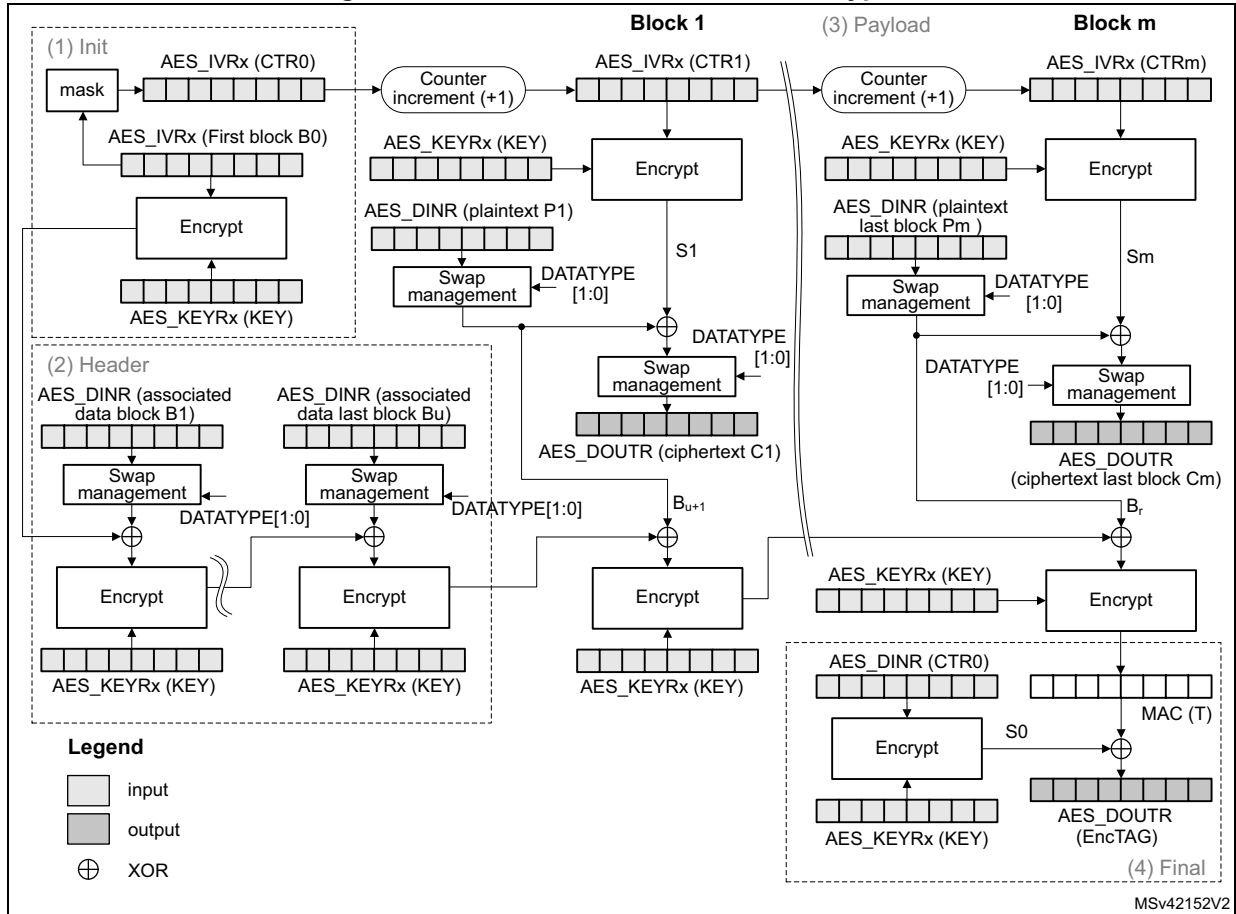 Block 1
(3) Payload
Block m
(1) Init
AES_IVRx (CTR0)
mask
Counter
increment (+1)
AES_IVRx (CTR1)
Counter
increment (+1)
AES_IVRx (CTRm)
AES_IVRx (First block B0)
Encrypt
AES_KEYRx (KEY)
AES_KEYRx (KEY)
Encrypt
AES_KEYRx (KEY)
Encrypt
AES_DINR (plaintext P1)
Swap
management
DATATYPE
[1:0]
S1
DATATYPE
[1:0]
Swap
management
AES_DOUTR (ciphertext C1)
AES_DINR (plaintext
last block Pm )
Swap
management
DATATYPE
[1:0]
Sm
DATATYPE
[1:0]
Swap
management
AES_DOUTR
(ciphertext last block Cm)
(2) Header
AES_DINR (associated
data block B1)
Swap
management
DATATYPE[1:0]
Encrypt
AES_KEYRx (KEY)
AES_DINR (associated
data last block Bu)
Swap
management
DATATYPE[1:0]
Encrypt
AES_KEYRx (KEY)
Bu+1
Encrypt
AES_KEYRx (KEY)
Br
AES_KEYRx (KEY)
Encrypt
AES_DINR (CTR0)
Encrypt
S0
AES_KEYRx (KEY)
MAC (T)
AES_DOUTR
(EncTAG)
(4) Final
Legend
input
output
XOR
MSv42152V2